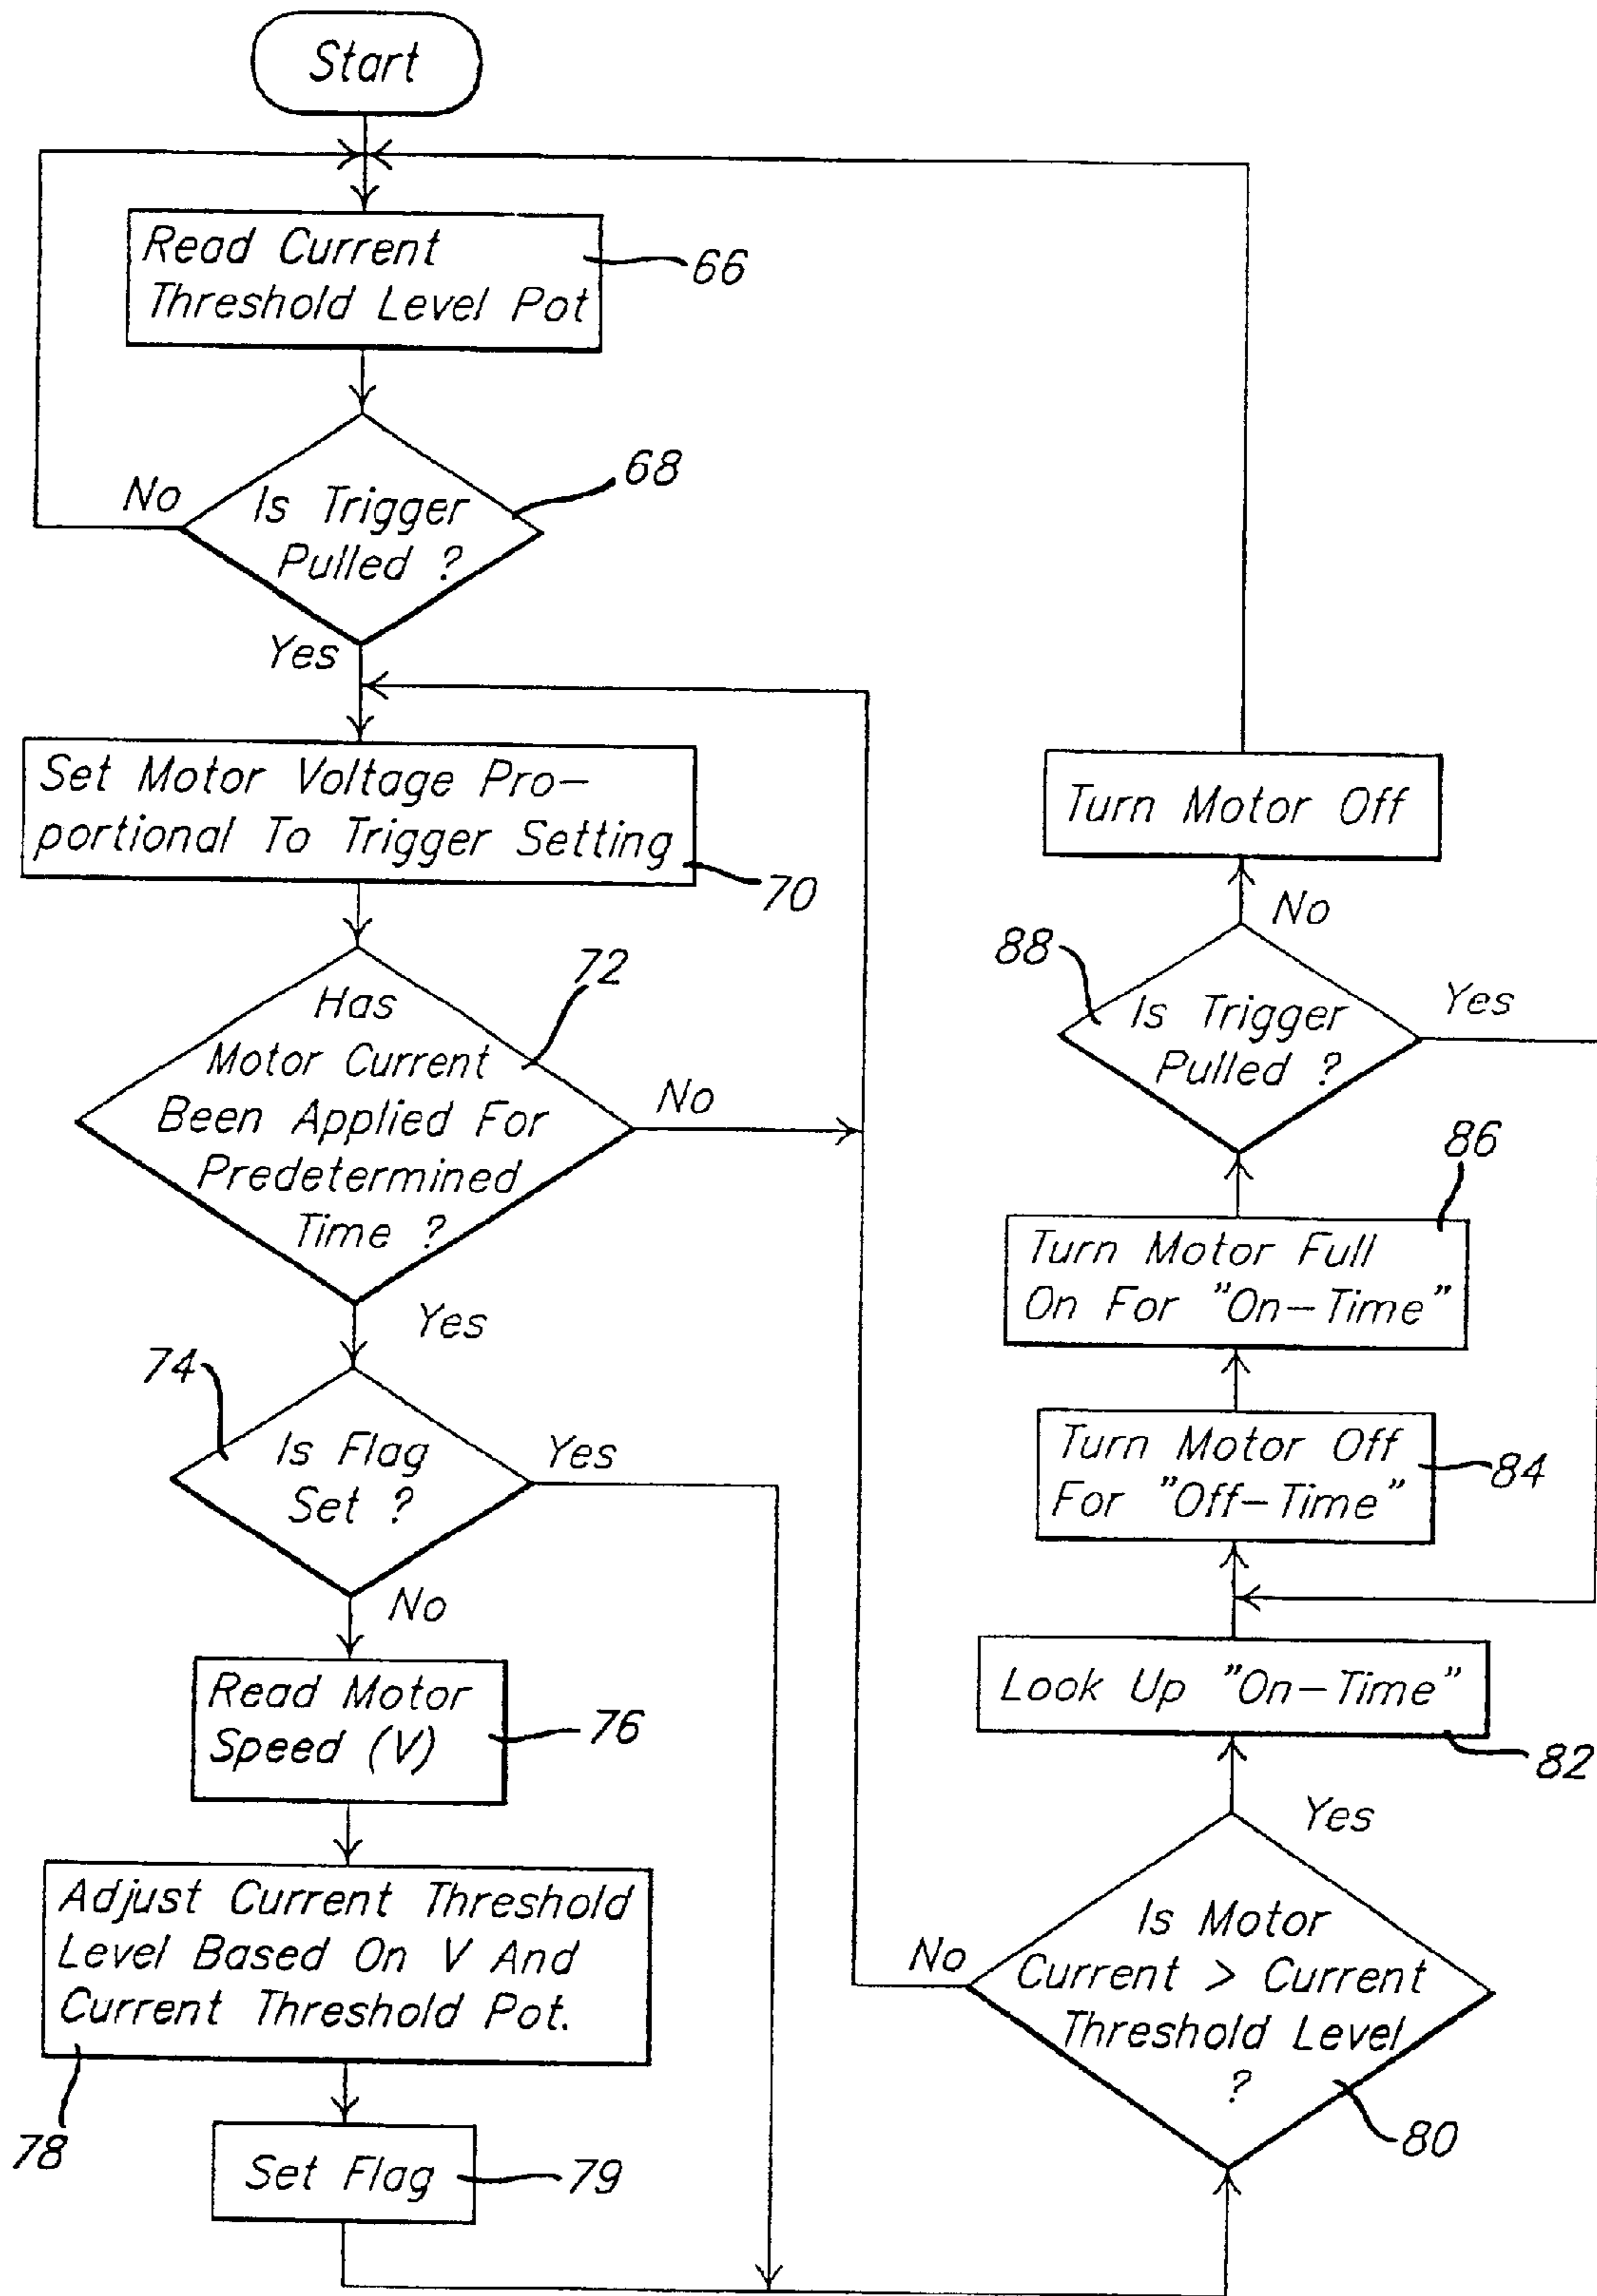 Start
Read Current
Threshold Level Pot
66
68
No
Is Trigger
Pulled ?
Yes
Set Motor Voltage Pro-
portional To Trigger Setting
70
72
Has
Motor Current
Been Applied For
Predetermined
Time ?
No
Yes
74
Is Flag
Set ?
Yes
No
Read Motor
Speed (V)
76
Adjust Current Threshold
Level Based On V And
Current Threshold Pot.
78
Set Flag
79
Turn Motor Off
No
88
Is Trigger
Pulled ?
Yes
86
Turn Motor Full
On For "On-Time"
Turn Motor Off
For "Off-Time"
84
Look Up "On-Time"
82
Yes
No
Is Motor
Current > Current
Threshold Level
?
80